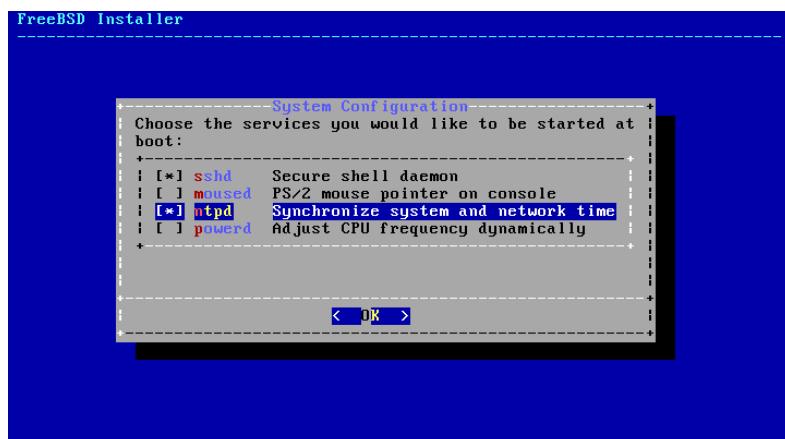 FreeBSD Installer
System Configuration
Choose the services you would like to be started at
boot:
[*] sshd Secure shell daemon
[ ] moused PS/2 mouse pointer on console
[*] ntpd Synchronize system and network time
[ ] powerd Adjust CPU frequency dynamically
< OK >